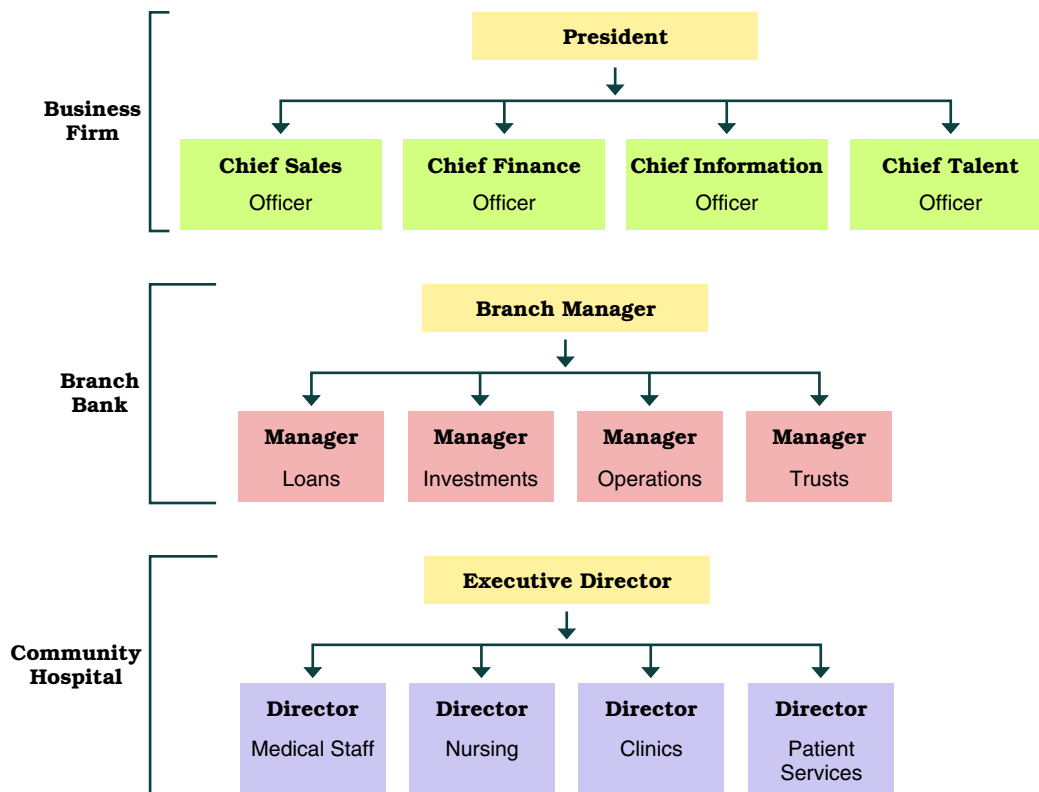 President
Business
Firm
Chief Sales
Officer
Chief Finance
Officer
Chief Information
Officer
Chief Talent
Officer
Branch Manager
Branch
Bank
Manager
Loans
Manager
Investments
Manager
Operations
Manager
Trusts
Executive Director
Community
Hospital
Director
Medical Staff
Director
Nursing
Director
Clinics
Director
Patient
Services